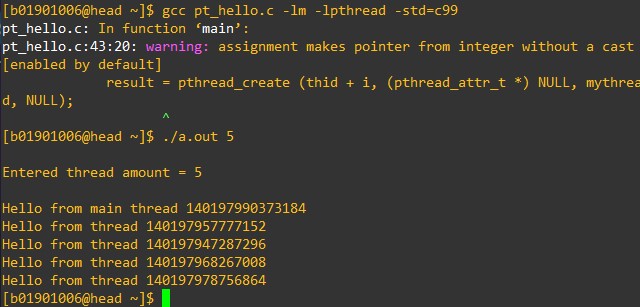 [b01901006@head ~]$ gcc pt_hello.c -lm -lpthread -std=c99
pt_hello.c: In function ‘main’:
pt_hello.c:43:20: warning: assignment makes pointer from integer without a cast
[enabled by default]
             result = pthread_create (thid + i, (pthread_attr_t *) NULL, mythrea
d, NULL);
                    ^
[b01901006@head ~]$ ./a.out 5

Entered thread amount = 5

Hello from main thread 140197990373184
Hello from thread 140197957777152
Hello from thread 140197947287296
Hello from thread 140197968267008
Hello from thread 140197978756864
[b01901006@head ~]$